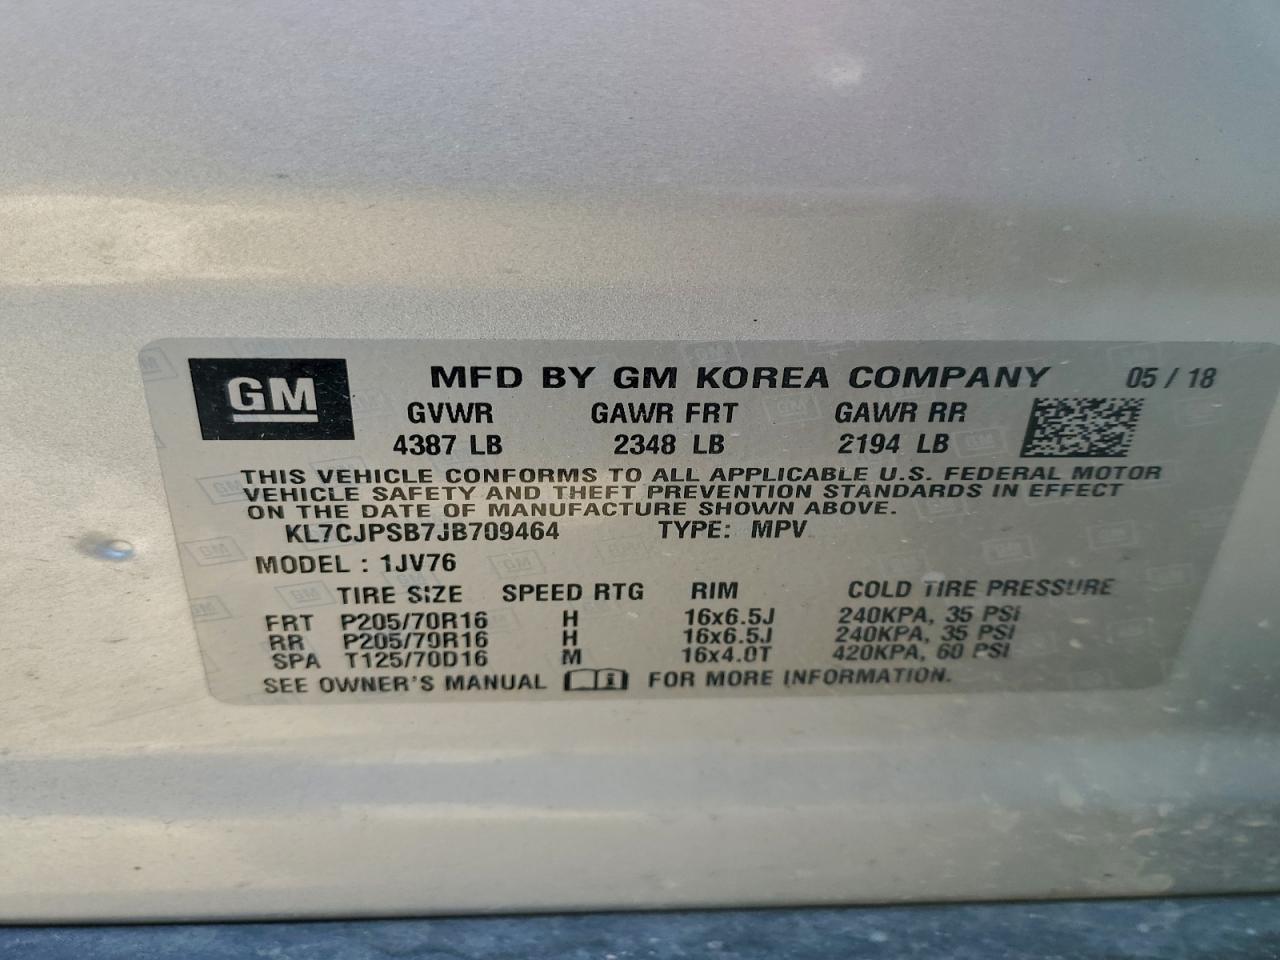 GM MFD BY GM KOREA COMPANY 05 / 18
GVWR GAWR FRT GAWR RR
4387 LB 2348 LB 2194 LB
THIS VEHICLE CONFORMS TO ALL APPLICABLE U.S. FEDERAL MOTOR
VEHICLE SAFETY AND THEFT PREVENTION STANDARDS IN EFFECT
ON THE DATE OF MANUFACTURE SHOWN ABOVE.
KL7CJPSB7JB709464 TYPE: MPV
MODEL : 1JV76
TIRE SIZE SPEED RTG RIM COLD TIRE PRESSURE
FRT P205/70R16 H 16x6.5J 240KPA, 35 PSI
RR P205/70R16 H 16x6.5J 240KPA, 35 PSI
SPA T125/70D16 M 16x4.0T 420KPA, 60 PSI
SEE OWNER'S MANUAL FOR MORE INFORMATION.